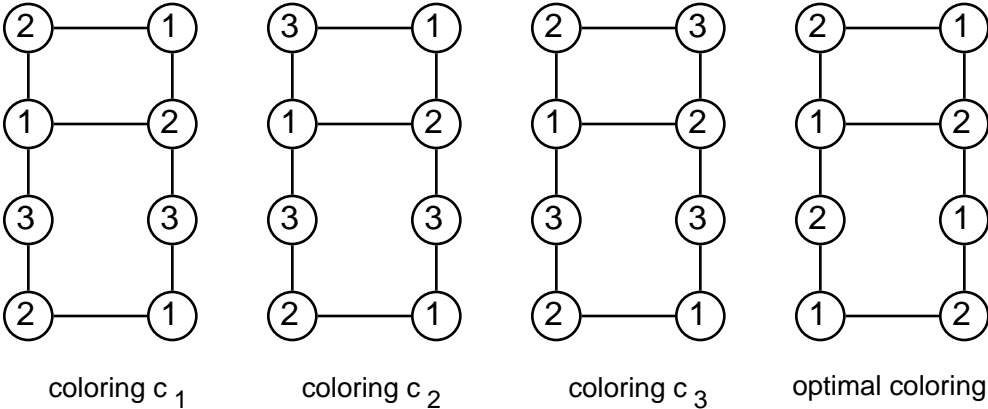 2 1 3 1 2 3 2 1
1 2 1 2 1 2 1 2
3 3 3 3 3 3 2 1
2 1 2 1 2 1 1 2
coloring c 1 coloring c 2 coloring c 3 optimal coloring